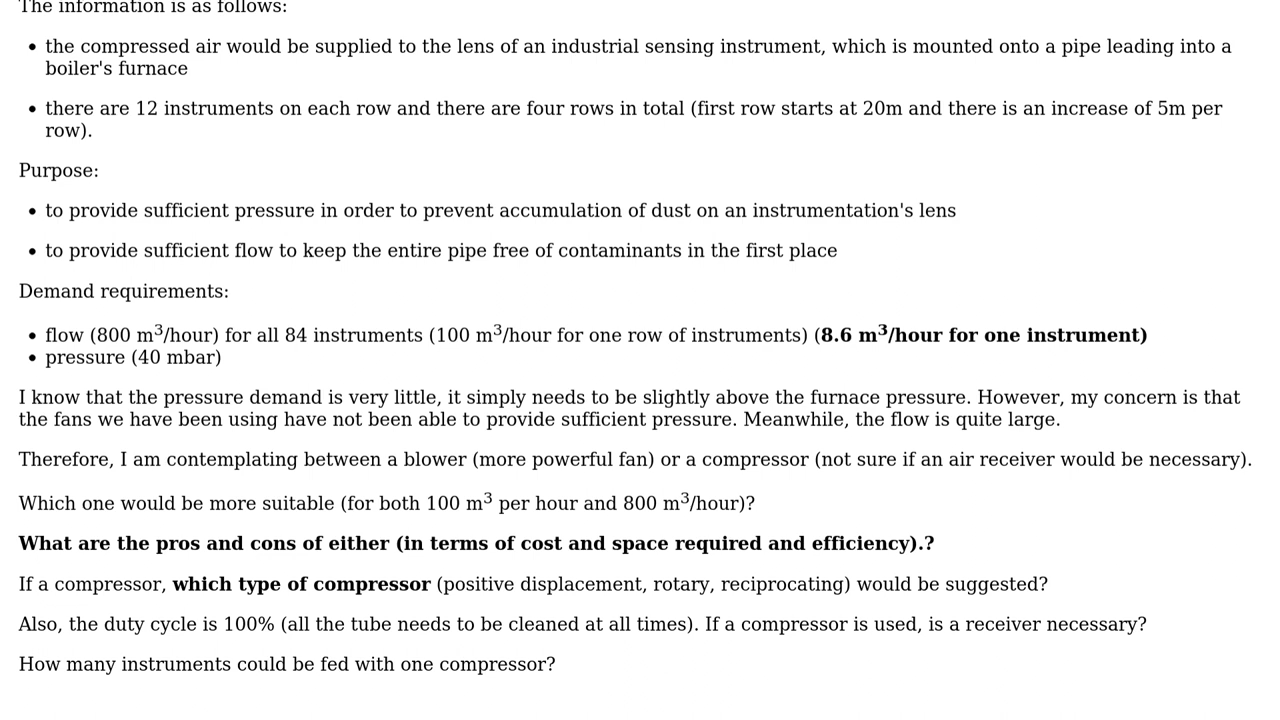 The information is as follows:
• the compressed air would be supplied to the lens of an industrial sensing instrument, which is mounted onto a pipe leading into a
boiler's furnace
• there are 12 instruments on each row and there are four rows in total (first row starts at 20m and there is an increase of 5m per
row).
Purpose:
• to provide sufficient pressure in order to prevent accumulation of dust on an instrumentation's lens
• to provide sufficient flow to keep the entire pipe free of contaminants in the first place
Demand requirements:
• flow (800 m³/hour) for all 84 instruments (100 m³/hour for one row of instruments) (8.6 m³/hour for one instrument)
• pressure (40 mbar)
I know that the pressure demand is very little, it simply needs to be slightly above the furnace pressure. However, my concern is that
the fans we have been using have not been able to provide sufficient pressure. Meanwhile, the flow is quite large.
Therefore, I am contemplating between a blower (more powerful fan) or a compressor (not sure if an air receiver would be necessary).
Which one would be more suitable (for both 100 m³ per hour and 800 m³/hour)?
What are the pros and cons of either (in terms of cost and space required and efficiency).?
If a compressor, which type of compressor (positive displacement, rotary, reciprocating) would be suggested?
Also, the duty cycle is 100% (all the tube needs to be cleaned at all times). If a compressor is used, is a receiver necessary?
How many instruments could be fed with one compressor?